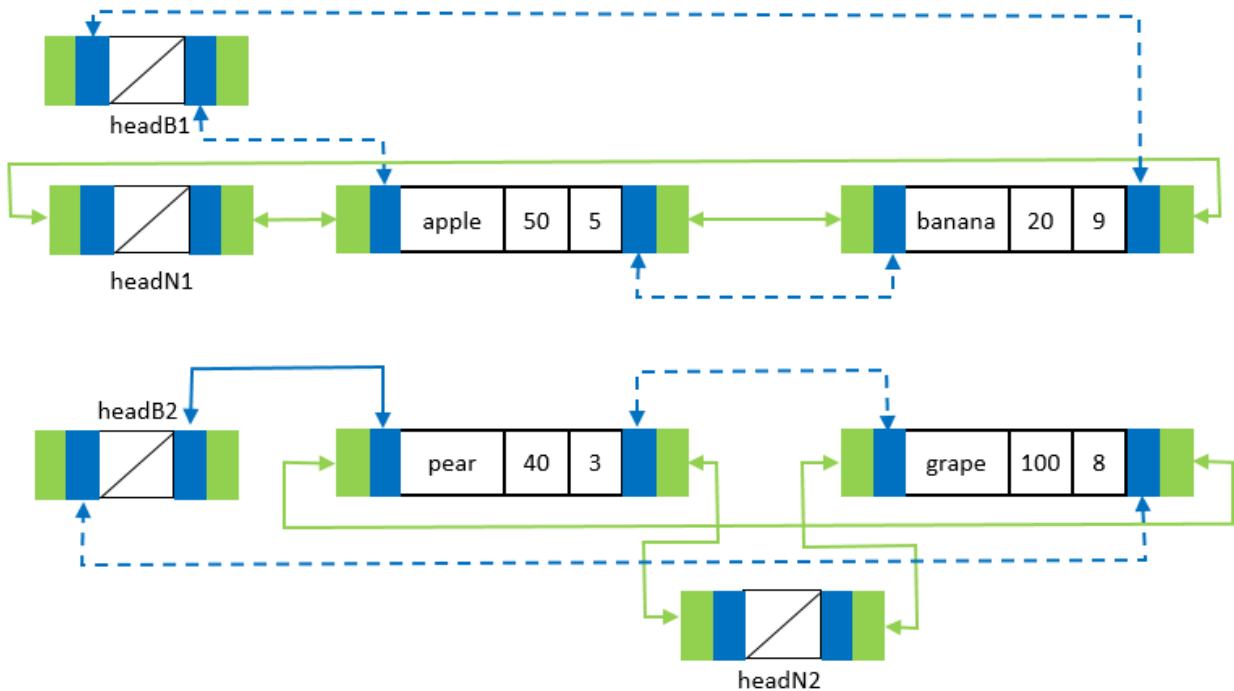 headB1
apple 50 5
banana 20 9
headN1
headB2
pear 40 3
grape 100 8
headN2